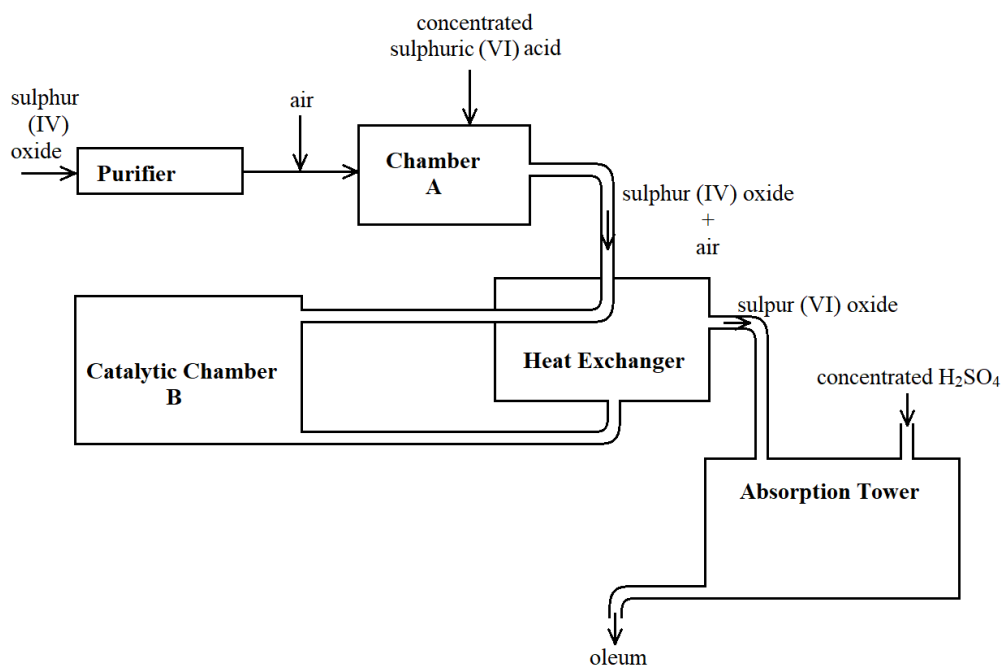 concentrated
sulphuric (VI) acid
sulphur
(IV)
oxide
air
Purifier
Chamber
A
sulphur (IV) oxide
+
air
sulpur (VI) oxide
Catalytic Chamber
B
Heat Exchanger
concentrated H₂SO₄
Absorption Tower
oleum